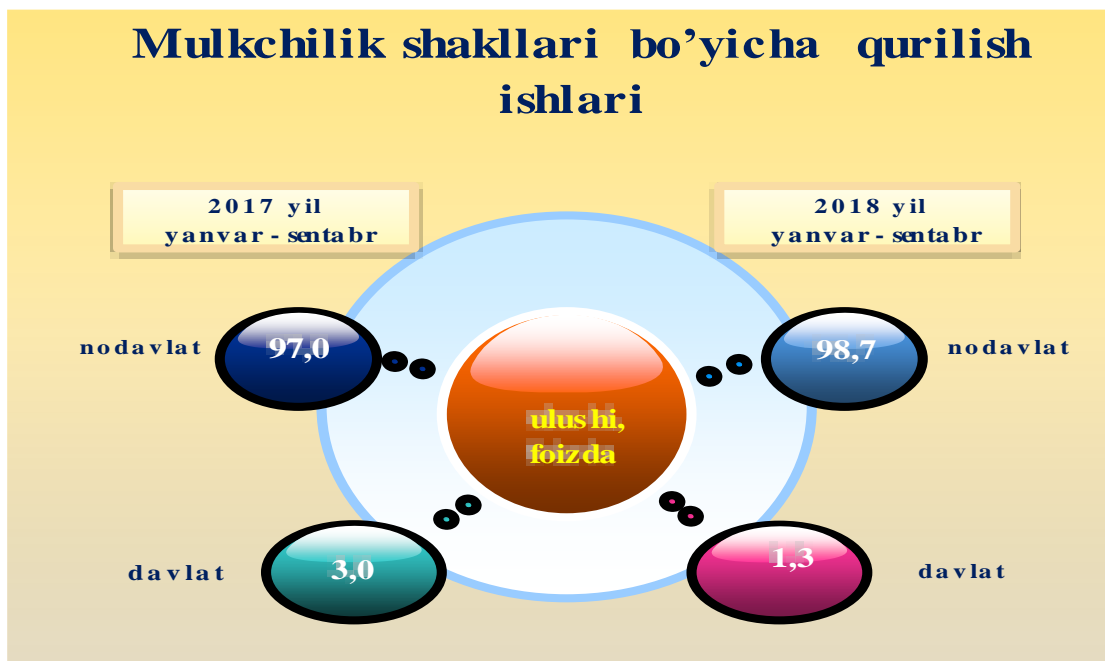 Mulkchilik shakllari bo’yicha qurilish
ishlari
2017 yil
yanvar - sentabr
2018 yil
yanvar - sentabr
nodavlat
97,0
98,7
nodavlat
ulushi,
foizda
davlat
3,0
1,3
davlat